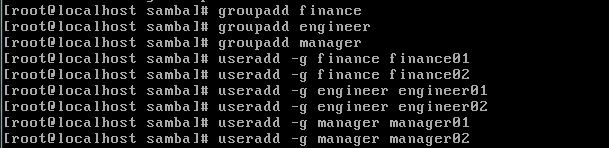 [root@localhost samba]# groupadd finance
[root@localhost samba]# groupadd engineer
[root@localhost samba]# groupadd manager
[root@localhost samba]# useradd -g finance finance01
[root@localhost samba]# useradd -g finance finance02
[root@localhost samba]# useradd -g engineer engineer01
[root@localhost samba]# useradd -g engineer engineer02
[root@localhost samba]# useradd -g manager manager01
[root@localhost samba]# useradd -g manager manager02